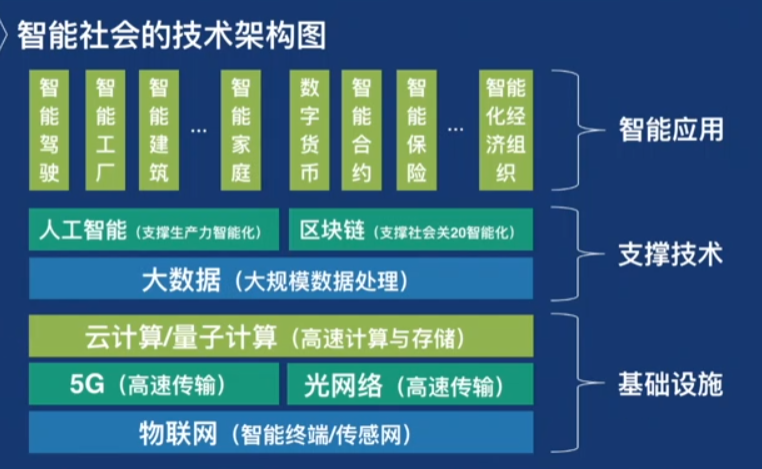 智能社会的技术架构图
智能驾驶
智能工厂
智能建筑
...
智能家庭
数字货币
智能合约
智能保险
...
智能化经济组织
智能应用
人工智能（支撑生产力智能化）
区块链（支撑社会关20智能化）
大数据（大规模数据处理）
支撑技术
云计算/量子计算（高速计算与存储）
5G（高速传输）
光网络（高速传输）
物联网（智能终端/传感网）
基础设施